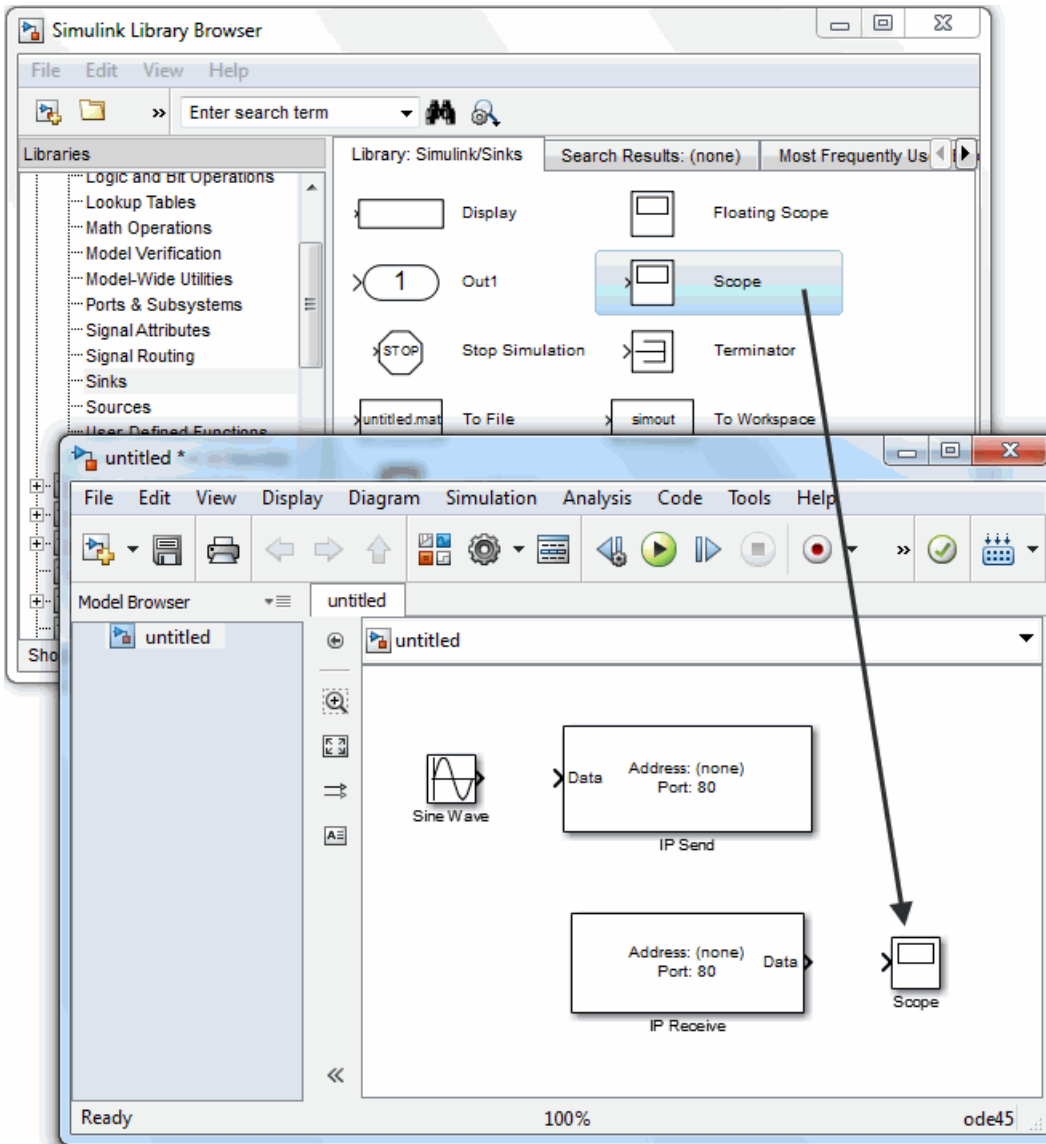 Simulink Library Browser
File Edit View Help
» Enter search term
Libraries
Library: Simulink/Sinks
Search Results: (none)
Most Frequently Us
Logic and Bit Operations
Lookup Tables
Math Operations
Model Verification
Model-Wide Utilities
Ports & Subsystems
Signal Attributes
Signal Routing
Sinks
Sources
User Defined Functions
Display
Floating Scope
1 Out1
Scope
STOP Stop Simulation
Terminator
untitled.mat To File
simout To Workspace
Sho
untitled *
File Edit View Display Diagram Simulation Analysis Code Tools Help
»
Model Browser
untitled
untitled
untitled
Sine Wave
Data
Address: (none)
Port: 80
IP Send
Address: (none)
Port: 80
Data
IP Receive
Scope
Ready
100%
ode45